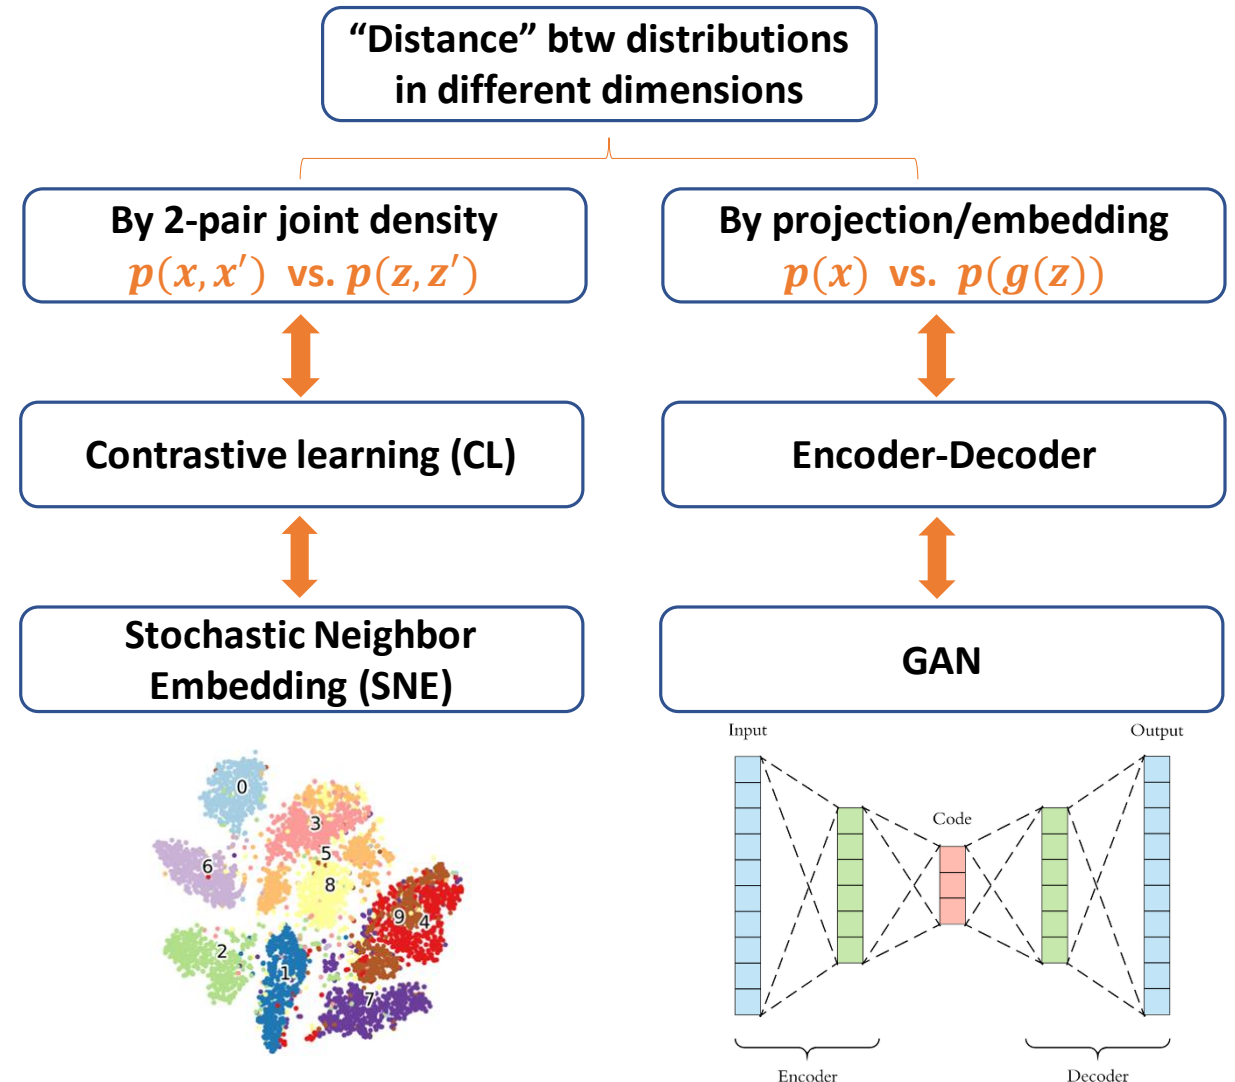 “Distance” btw distributions
in different dimensions
By 2-pair joint density
p(x, x′) vs. p(z, z′)
By projection/embedding
p(x) vs. p(g(z))
Contrastive learning (CL)
Encoder-Decoder
Stochastic Neighbor
Embedding (SNE)
GAN
0
3
5
6
8
9
4
2
1
7
Input
Output
Code
Encoder
Decoder